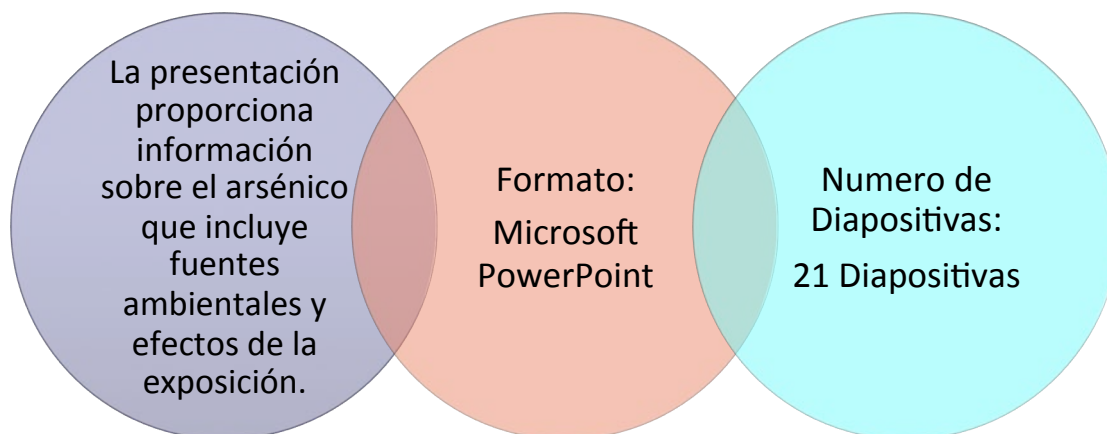 La presentación
proporciona
información
sobre el arsénico
que incluye
fuentes
ambientales y
efectos de la
exposición.
Formato:
Microsoft
PowerPoint
Numero de
Diapositivas:
21 Diapositivas